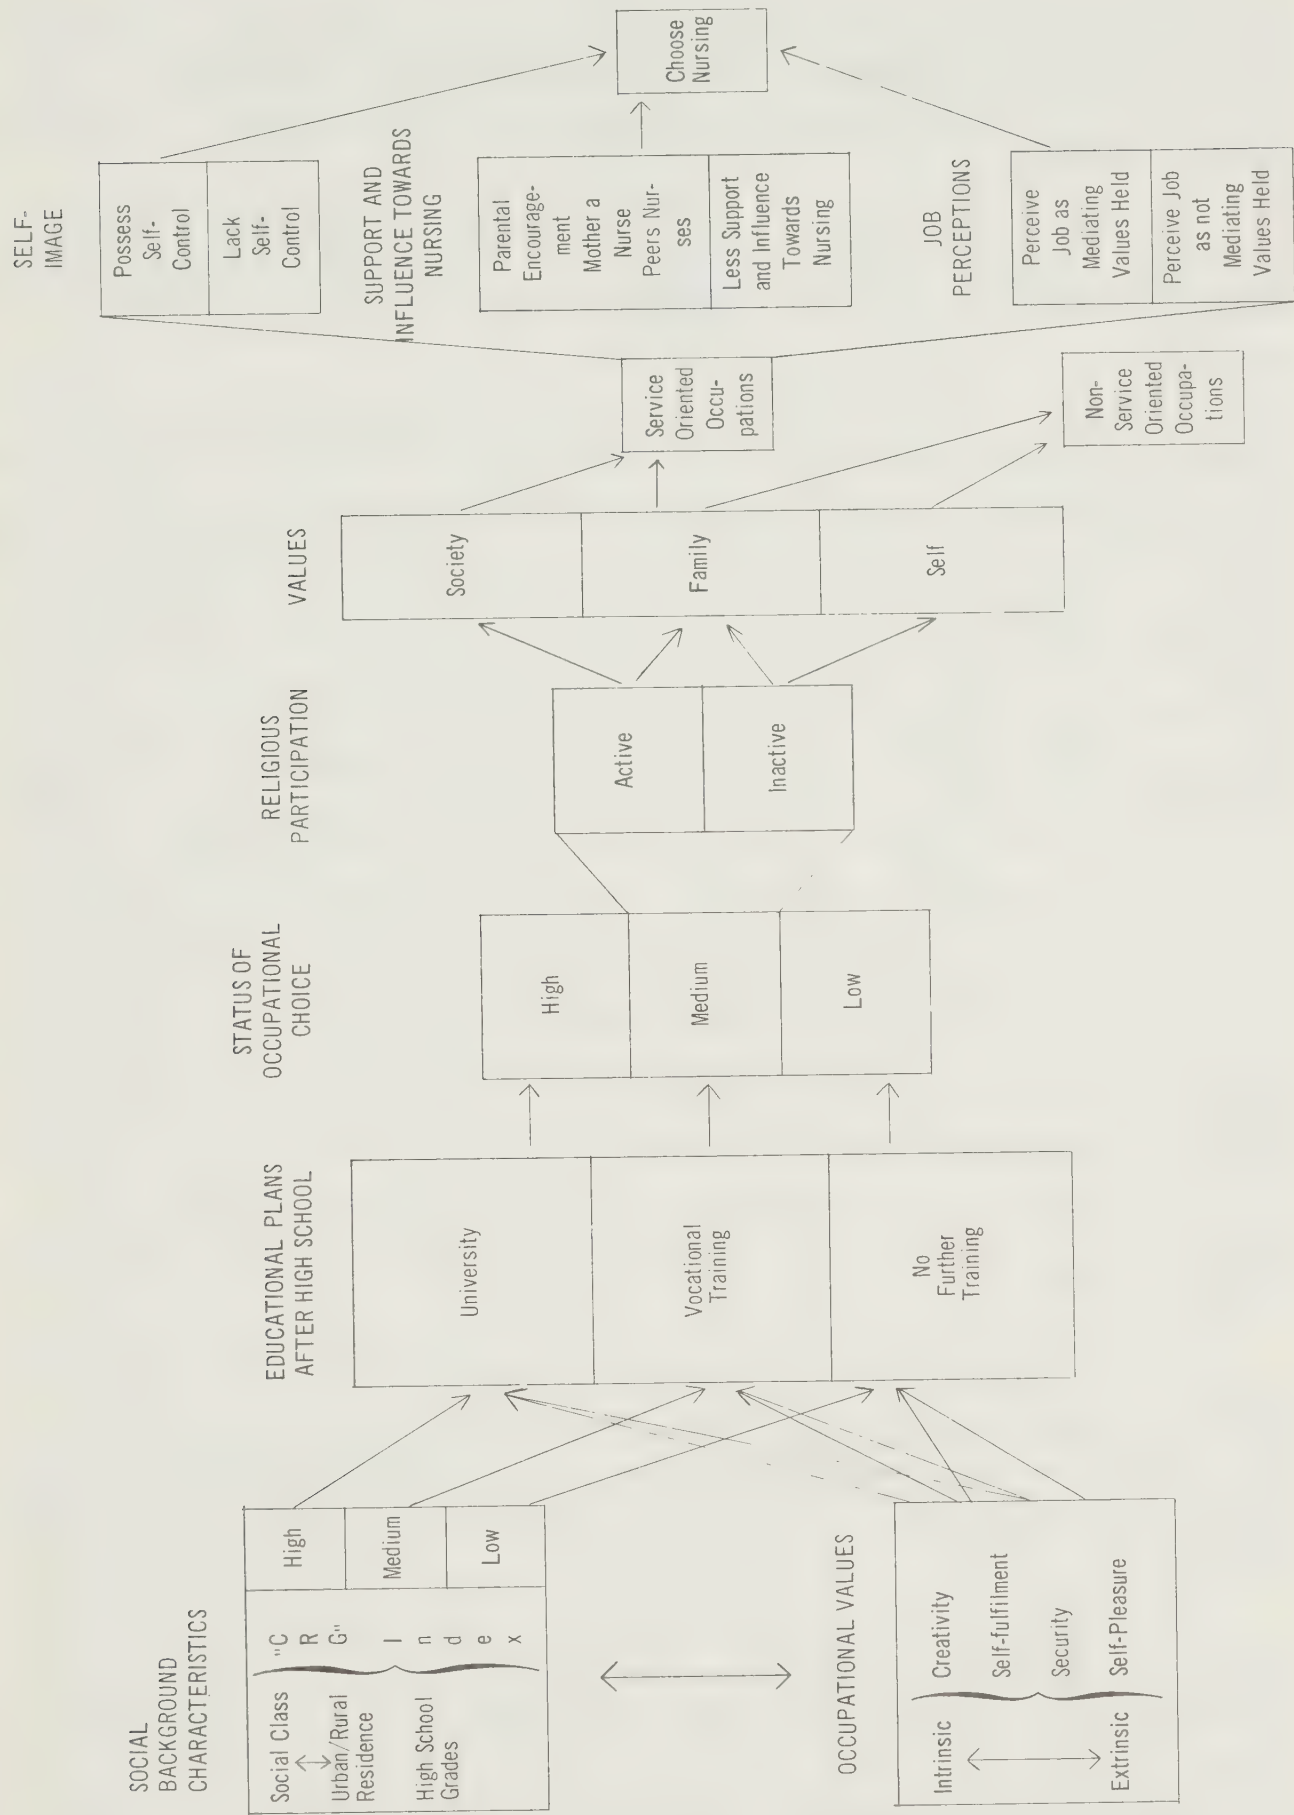 SOCIAL
BACKGROUND
CHARACTERISTICS
Social Class
Urban/Rural
Residence
High School
Grades
"C
R
G"
I
n
d
e
x
High
Medium
Low
OCCUPATIONAL VALUES
Intrinsic
Extrinsic
Creativity
Self-fulfilment
Security
Self-Pleasure
EDUCATIONAL PLANS
AFTER HIGH SCHOOL
University
Vocational
Training
No
Further
Training
STATUS OF
OCCUPATIONAL
CHOICE
High
Medium
Low
RELIGIOUS
PARTICIPATION
Active
Inactive
VALUES
Society
Family
Self
Service
Oriented
Occu-
pations
Non-
Service
Oriented
Occupa-
tions
SELF-
IMAGE
Possess
Self-
Control
Lack
Self-
Control
SUPPORT AND
INFLUENCE TOWARDS
NURSING
Parental
Encourage-
ment
Mother a
Nurse
Peers Nur-
ses
Less Support
and Influence
Towards
Nursing
JOB
PERCEPTIONS
Perceive
Job as
Mediating
Values Held
Perceive Job
as not
Mediating
Values Held
Choose
Nursing